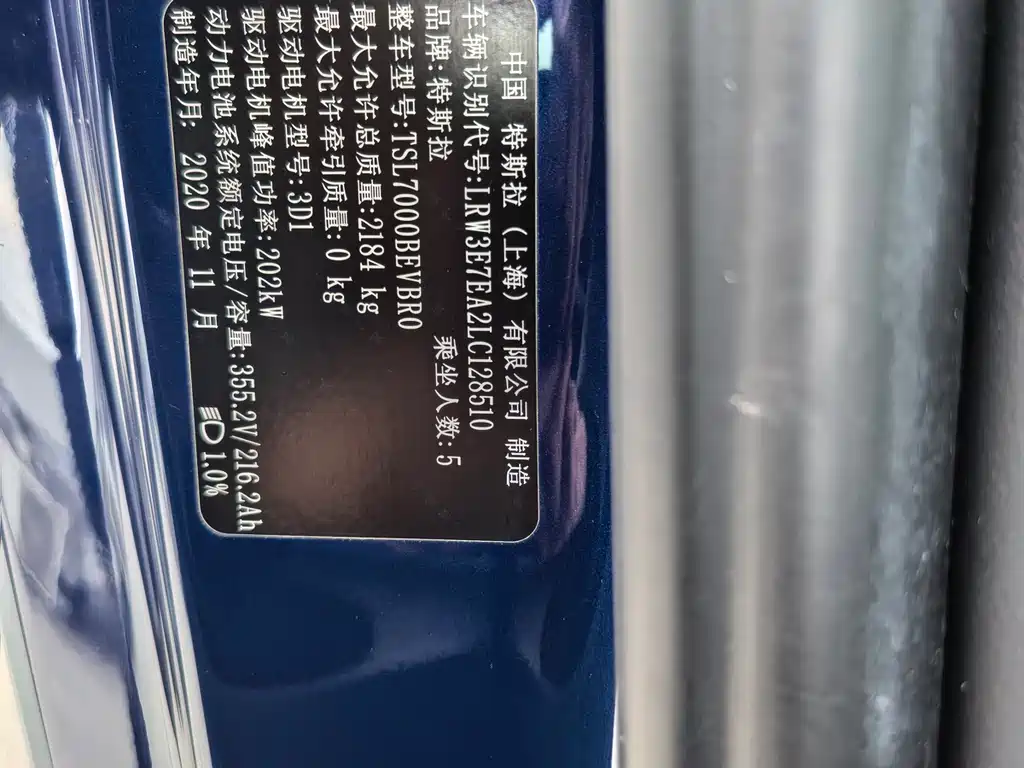 中国 特斯拉(上海)有限公司 制造
车辆识别代号:LRW3E7EA2LC128510
品牌:特斯拉 乘坐人数:5
整车型号:TSL7000BEVBR0
最大允许总质量:2184 kg
最大允许牵引质量:0 kg
驱动电机型号:3D1
驱动电机峰值功率:202kW
动力电池系统额定电压/容量:355.2V/216.2Ah
制造年月: 2020 年 11 月 1.0%